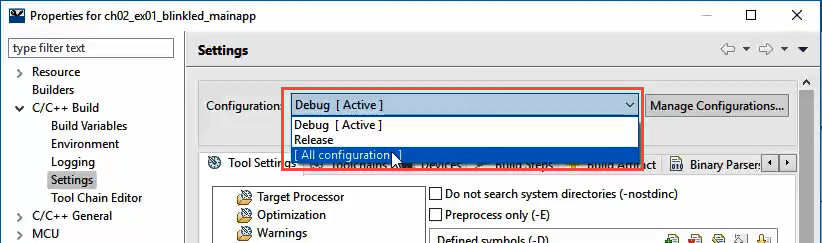 Properties for ch02_ex01_blinkled_mainapp
type filter text
Resource
Builders
C/C++ Build
Build Variables
Environment
Logging
Settings
Tool Chain Editor
C/C++ General
MCU
Settings
Configuration:
Debug [ Active ]
Manage Configurations...
Debug [ Active ]
Release
[ All configuration ]
Tool Settings
Toolchains
Devices
Build Steps
Build Artifact
Binary Parsers
Target Processor
Optimization
Warnings
Do not search system directories (-nostdinc)
Preprocess only (-E)
Defined symbols (-D)